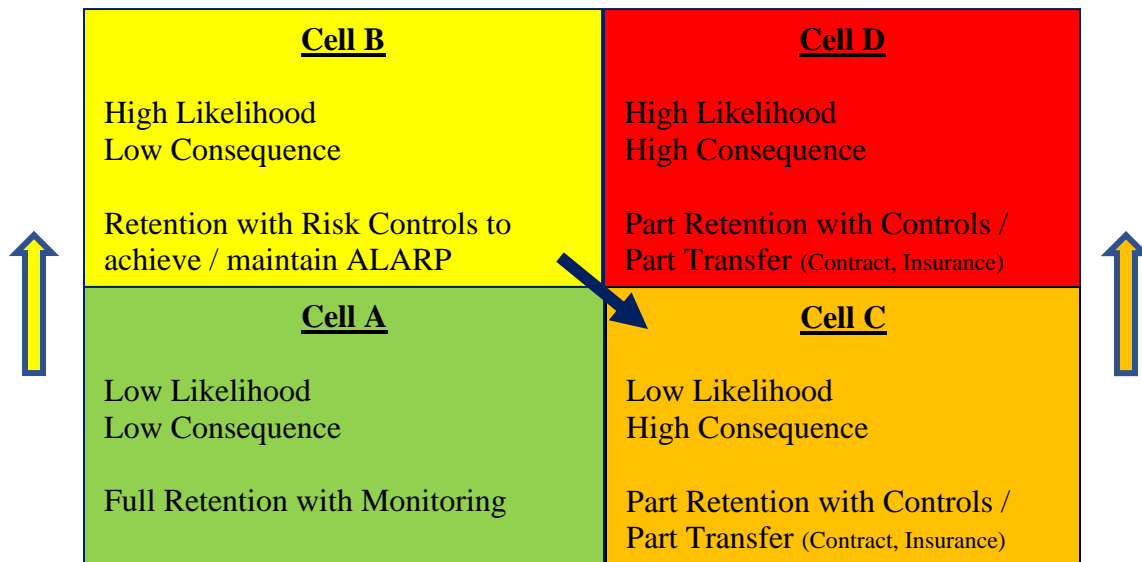 Cell B
High Likelihood
Low Consequence
Retention with Risk Controls to
achieve / maintain ALARP
Cell D
High Likelihood
High Consequence
Part Retention with Controls /
Part Transfer (Contract, Insurance)
Cell A
Low Likelihood
Low Consequence
Full Retention with Monitoring
Cell C
Low Likelihood
High Consequence
Part Retention with Controls /
Part Transfer (Contract, Insurance)